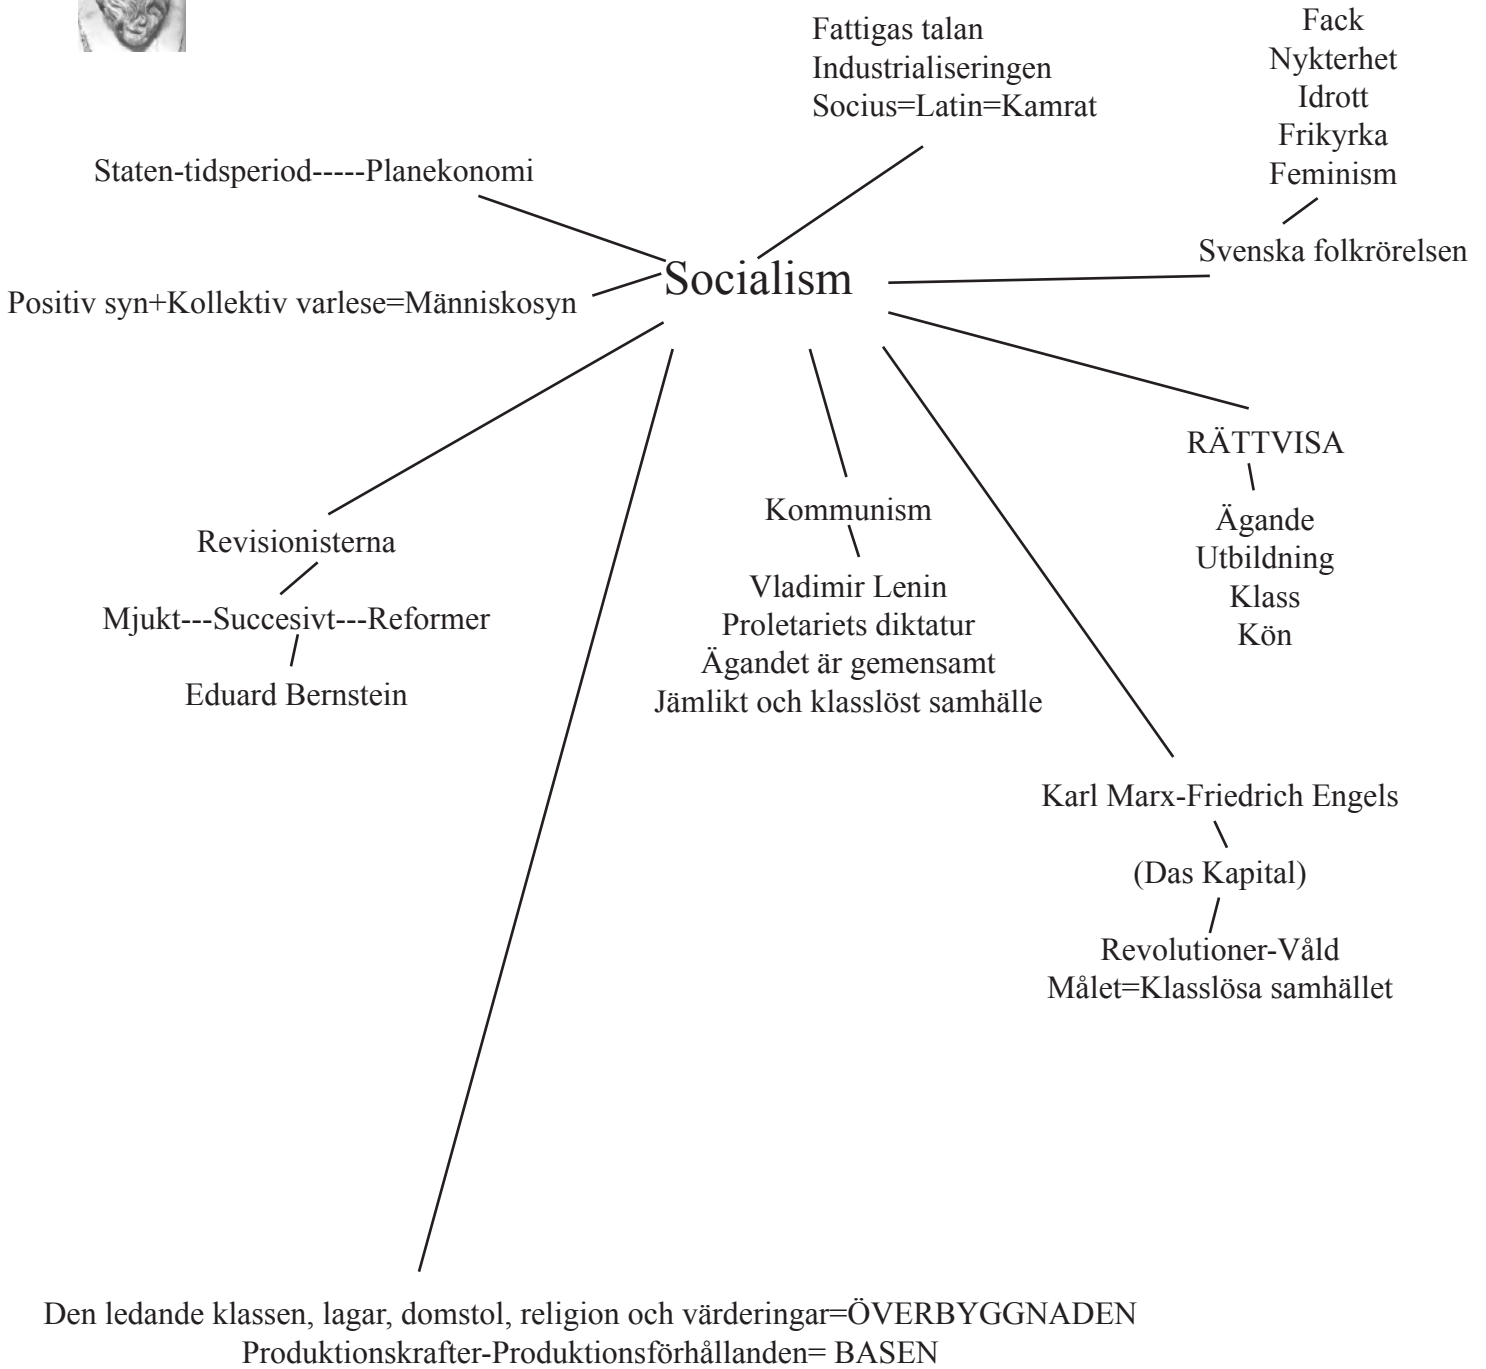 Fattigas talan
Industrialiseringen
Socius=Latin=Kamrat
Fack
Nykterhet
Idrott
Frikyrka
Feminism
Svenska folkrörelsen
Staten-tidsperiod-----Planekonomi
Socialism
Positiv syn+Kollektiv varlese=Människosyn
RÄTTVISA
Ägande
Utbildning
Klass
Kön
Revisionisterna
Mjukt---Succesivt---Reformer
Eduard Bernstein
Kommunism
Vladimir Lenin
Proletariets diktatur
Ägandet är gemensamt
Jämlikt och klasslöst samhälle
Karl Marx-Friedrich Engels
(Das Kapital)
Revolutioner-Våld
Målet=Klasslösa samhället
Den ledande klassen, lagar, domstol, religion och värderingar=ÖVERBYGGNADEN
Produktionskrafter-Produktionsförhållanden= BASEN